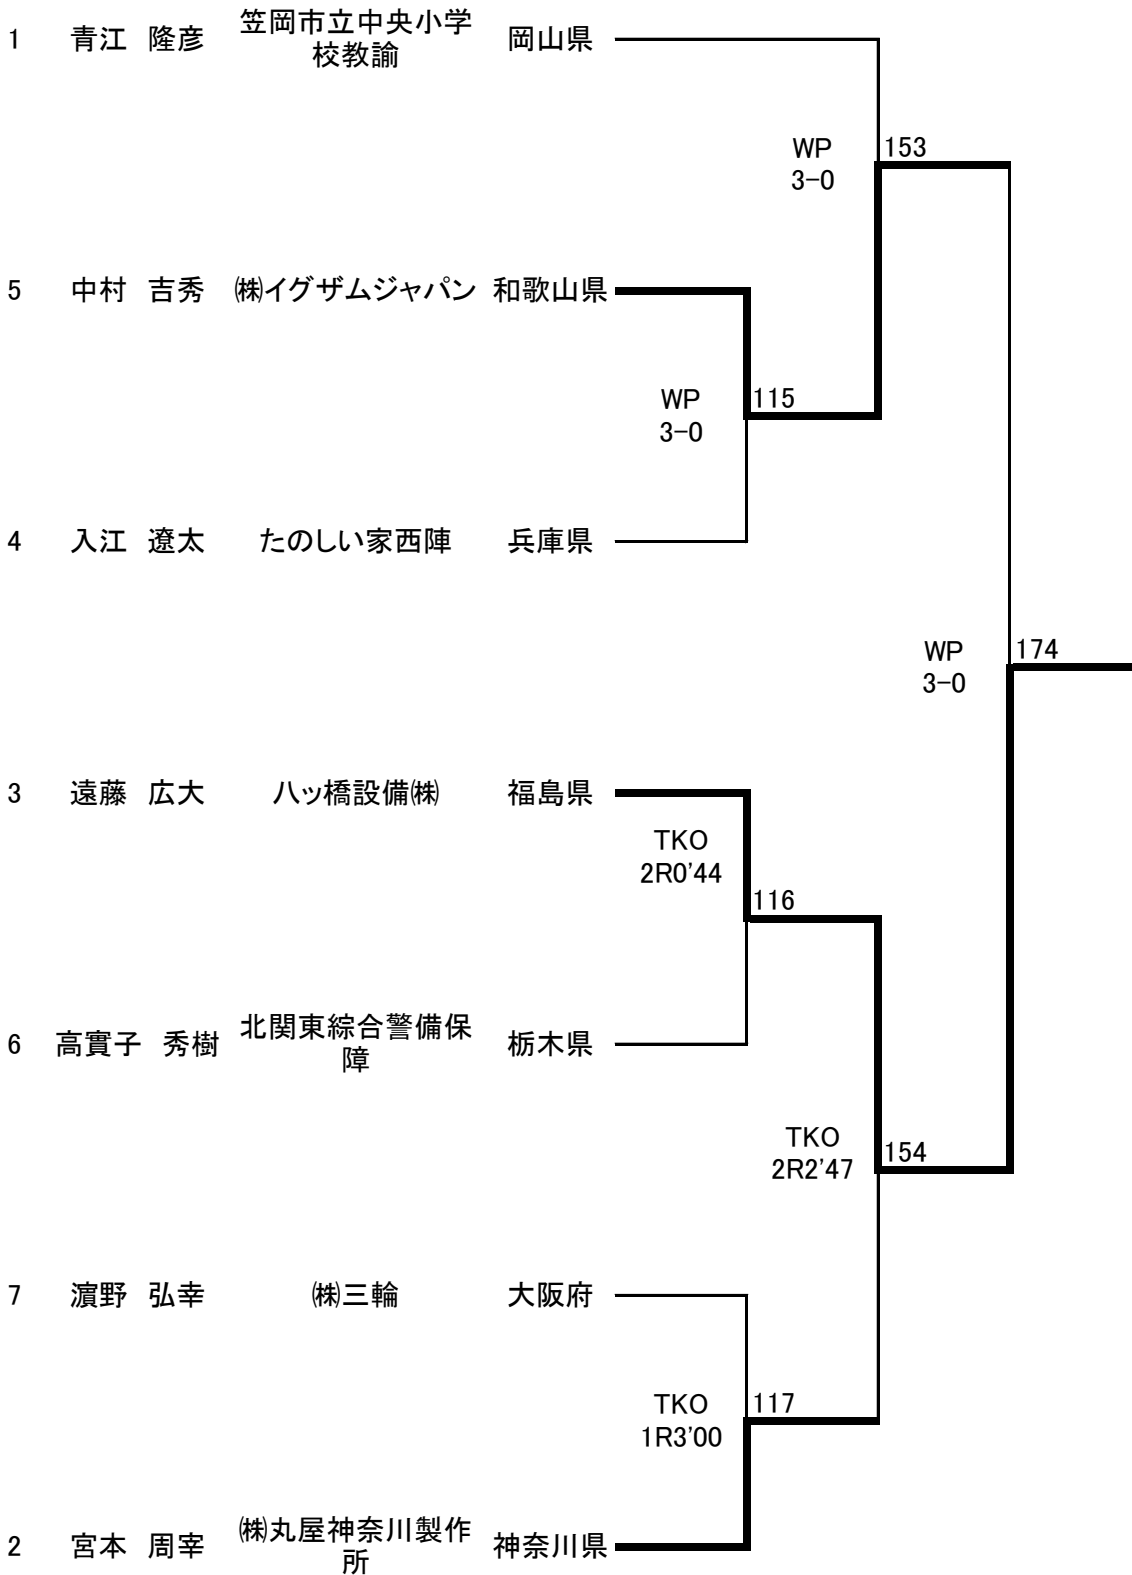 1 青江 隆彦 笠岡市立中央小学
校教諭 岡山県
WP 153
3-0
5 中村 吉秀 ㈱イグザムジャパン 和歌山県
WP 115
3-0
4 入江 遼太 たのしい家西陣 兵庫県
WP 174
3-0
3 遠藤 広大 八ッ橋設備㈱ 福島県
TKO
2R0'44
116
6 高實子 秀樹 北関東綜合警備保
障 栃木県
TKO 154
2R2'47
7 濵野 弘幸 ㈱三輪 大阪府
TKO 117
1R3'00
2 宮本 周宰 ㈱丸屋神奈川製作
所 神奈川県